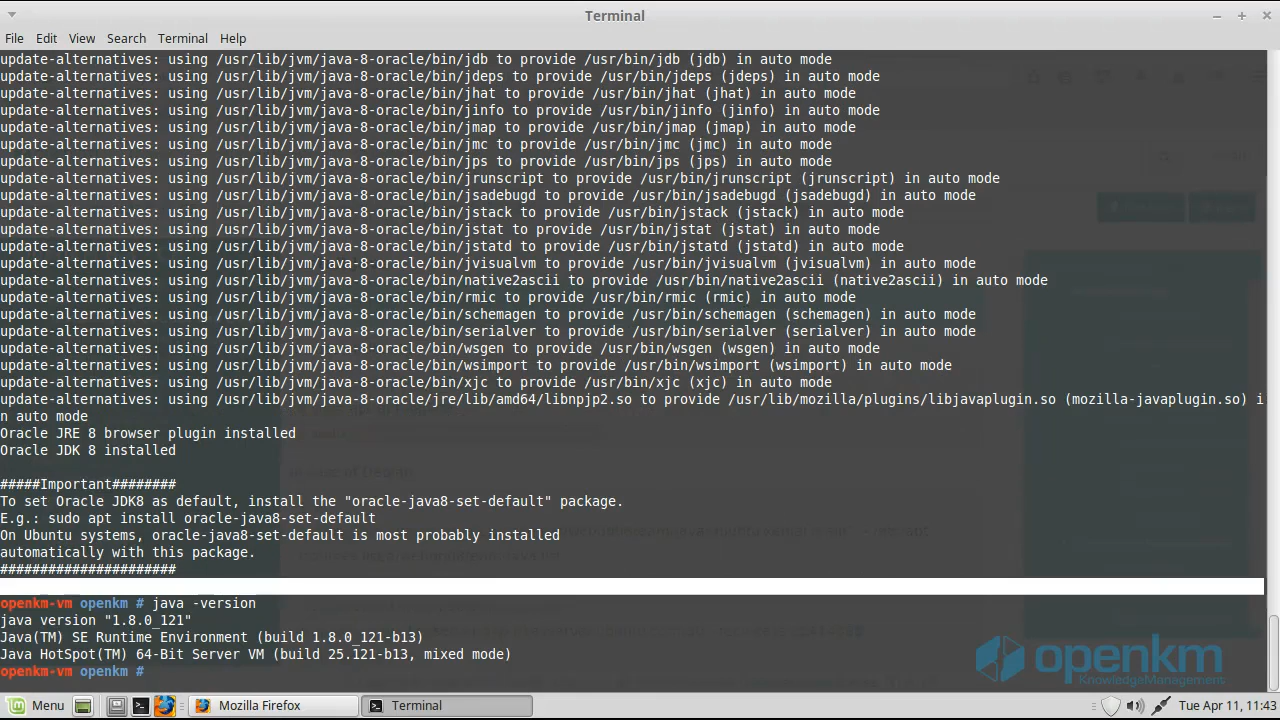 Terminal
File Edit View Search Terminal Help
update-alternatives: using /usr/lib/jvm/java-8-oracle/bin/jdb to provide /usr/bin/jdb (jdb) in auto mode
update-alternatives: using /usr/lib/jvm/java-8-oracle/bin/jdeps to provide /usr/bin/jdeps (jdeps) in auto mode
update-alternatives: using /usr/lib/jvm/java-8-oracle/bin/jhat to provide /usr/bin/jhat (jhat) in auto mode
update-alternatives: using /usr/lib/jvm/java-8-oracle/bin/jinfo to provide /usr/bin/jinfo (jinfo) in auto mode
update-alternatives: using /usr/lib/jvm/java-8-oracle/bin/jmap to provide /usr/bin/jmap (jmap) in auto mode
update-alternatives: using /usr/lib/jvm/java-8-oracle/bin/jmc to provide /usr/bin/jmc (jmc) in auto mode
update-alternatives: using /usr/lib/jvm/java-8-oracle/bin/jps to provide /usr/bin/jps (jps) in auto mode
update-alternatives: using /usr/lib/jvm/java-8-oracle/bin/jrunscript to provide /usr/bin/jrunscript (jrunscript) in auto mode
update-alternatives: using /usr/lib/jvm/java-8-oracle/bin/jsadebugd to provide /usr/bin/jsadebugd (jsadebugd) in auto mode
update-alternatives: using /usr/lib/jvm/java-8-oracle/bin/jstack to provide /usr/bin/jstack (jstack) in auto mode
update-alternatives: using /usr/lib/jvm/java-8-oracle/bin/jstat to provide /usr/bin/jstat (jstat) in auto mode
update-alternatives: using /usr/lib/jvm/java-8-oracle/bin/jstatd to provide /usr/bin/jstatd (jstatd) in auto mode
update-alternatives: using /usr/lib/jvm/java-8-oracle/bin/jvisualvm to provide /usr/bin/jvisualvm (jvisualvm) in auto mode
update-alternatives: using /usr/lib/jvm/java-8-oracle/bin/native2ascii to provide /usr/bin/native2ascii (native2ascii) in auto mode
update-alternatives: using /usr/lib/jvm/java-8-oracle/bin/rmic to provide /usr/bin/rmic (rmic) in auto mode
update-alternatives: using /usr/lib/jvm/java-8-oracle/bin/schemagen to provide /usr/bin/schemagen (schemagen) in auto mode
update-alternatives: using /usr/lib/jvm/java-8-oracle/bin/serialver to provide /usr/bin/serialver (serialver) in auto mode
update-alternatives: using /usr/lib/jvm/java-8-oracle/bin/wsgen to provide /usr/bin/wsgen (wsgen) in auto mode
update-alternatives: using /usr/lib/jvm/java-8-oracle/bin/wsimport to provide /usr/bin/wsimport (wsimport) in auto mode
update-alternatives: using /usr/lib/jvm/java-8-oracle/bin/xjc to provide /usr/bin/xjc (xjc) in auto mode
update-alternatives: using /usr/lib/jvm/java-8-oracle/jre/lib/amd64/libnpjp2.so to provide /usr/lib/mozilla/plugins/libjavaplugin.so (mozilla-javaplugin.so) i
n auto mode
Oracle JRE 8 browser plugin installed
Oracle JDK 8 installed
#####Important########
To set Oracle JDK8 as default, install the "oracle-java8-set-default" package.
E.g.: sudo apt install oracle-java8-set-default
On Ubuntu systems, oracle-java8-set-default is most probably installed
automatically with this package.
######################
openkm-vm openkm # java -version
java version "1.8.0_121"
Java(TM) SE Runtime Environment (build 1.8.0_121-b13)
Java HotSpot(TM) 64-Bit Server VM (build 25.121-b13, mixed mode)
openkm-vm openkm #
openkm
KnowledgeManagement
Menu Mozilla Firefox Terminal Tue Apr 11, 11:43